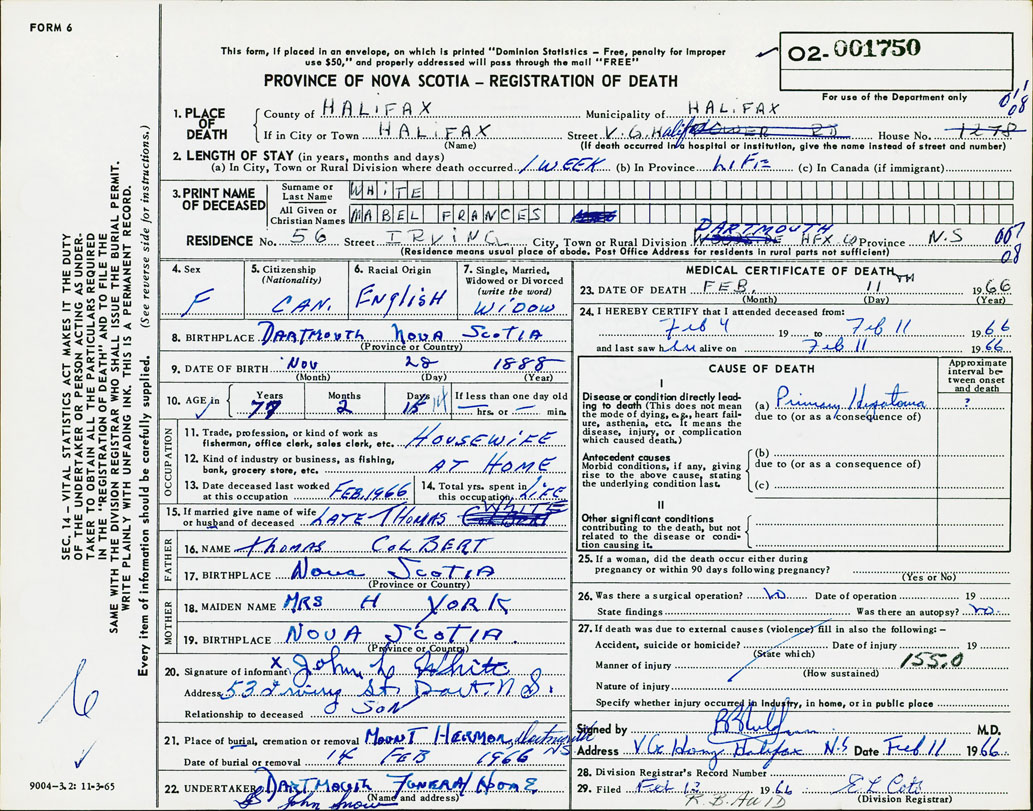 FORM 6
This form, if placed in an envelope, on which is printed "Dominion Statistics – Free, penalty for improper
use $50," and properly addressed will pass through the mail "FREE"
O2-001750
For use of the Department only
PROVINCE OF NOVA SCOTIA – REGISTRATION OF DEATH
1. PLACE OF DEATH
County of HALIFAX Municipality of HALIFAX
If in City or Town HALIFAX Street V.G. Halifax House No. 1278
(Name) (If death occurred in hospital or institution, give the name instead of street and number)
2. LENGTH OF STAY (in years, months and days)
(a) In City, Town or Rural Division where death occurred 1 WEEK (b) In Province LIFE (c) In Canada (if immigrant)
3. PRINT NAME OF DECEASED
Surname or Last Name WHITE
All Given or Christian Names MABEL FRANCES
RESIDENCE No. 56 Street IRVING City, Town or Rural Division DARTMOUTH HFX. CO Province N.S
(Residence means usual place of abode. Post Office Address for residents in rural parts not sufficient)
4. Sex F
5. Citizenship (Nationality) CAN.
6. Racial Origin English
7. Single, Married, Widowed or Divorced (write the word) WIDOW
8. BIRTHPLACE DARTMOUTH NOVA SCOTIA
(Province or Country)
9. DATE OF BIRTH NOV 28 1888
(Month) (Day) (Year)
10. AGE in Years 77 Months 2 Days 14 If less than one day old hrs. or min.
OCCUPATION
11. Trade, profession, or kind of work as fisherman, office clerk, sales clerk, etc. HOUSEWIFE
12. Kind of industry or business, as fishing, bank, grocery store, etc. AT HOME
13. Date deceased last worked at this occupation FEB. 1966
14. Total yrs. spent in this occupation LIFE
15. If married give name of wife or husband of deceased LATE THOMAS WHITE
FATHER
16. NAME THOMAS COLBERT
17. BIRTHPLACE NOVA SCOTIA
(Province or Country)
MOTHER
18. MAIDEN NAME MRS H YORK
19. BIRTHPLACE NOVA SCOTIA.
(Province or Country)
20. Signature of informant X John L White
Address 53 Irving St. Dart. N.S.
Relationship to deceased SON
21. Place of burial, cremation or removal MOUNT HERMON, Dartmouth NS
Date of burial or removal 14 FEB 1966
22. UNDERTAKER DARTMOUTH FUNERAL HOME
(Name and address)
John Snow
MEDICAL CERTIFICATE OF DEATH
23. DATE OF DEATH FEB. 11TH 1966
(Month) (Day) (Year)
24. I HEREBY CERTIFY that I attended deceased from:
Feb 4 19 to Feb 11 1966
and last saw her alive on Feb 11 1966
CAUSE OF DEATH
Approximate interval between onset and death
I
Disease or condition directly leading to death (This does not mean the mode of dying, e.g., heart failure, asthenia, etc. It means the disease, injury, or complication which caused death.)
(a) Primary Hepatoma ?
due to (or as a consequence of)
Antecedent causes
Morbid conditions, if any, giving rise to the above cause, stating the underlying condition last.
(b)
due to (or as a consequence of)
(c)
II
Other significant conditions
contributing to the death, but not related to the disease or condition causing it.
25. If a woman, did the death occur either during pregnancy or within 90 days following pregnancy?
(Yes or No)
26. Was there a surgical operation? no Date of operation 19
State findings Was there an autopsy? no.
27. If death was due to external causes (violence) fill in also the following:–
Accident, suicide or homicide? Date of injury 19
(State which)
Manner of injury 155.0
(How sustained)
Nature of injury
Specify whether injury occurred in Industry, in home, or in public place
Signed by M.D.
Address V.G. Hosp. Halifax N.S Date Feb 11 1966
28. Division Registrar's Record Number
29. Filed Feb 12 1966
(Division Registrar)
SEC. 14 – VITAL STATISTICS ACT MAKES IT THE DUTY
OF THE UNDERTAKER OR PERSON ACTING AS UNDER-
TAKER TO OBTAIN ALL THE PARTICULARS REQUIRED
IN THE "REGISTRATION OF DEATH" AND TO FILE THE
SAME WITH THE DIVISION REGISTRAR WHO SHALL ISSUE THE BURIAL PERMIT.
WRITE PLAINLY WITH UNFADING INK. THIS IS A PERMANENT RECORD.
Every item of information should be carefully supplied. (See reverse side for instructions.)
6
9004–3.2: 11-3-65